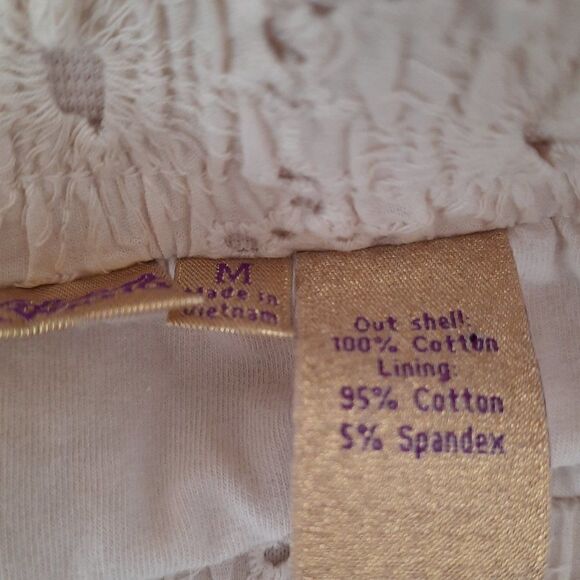 M
Made in
Vietnam
Out shell:
100% Cotton
Lining:
95% Cotton
5% Spandex